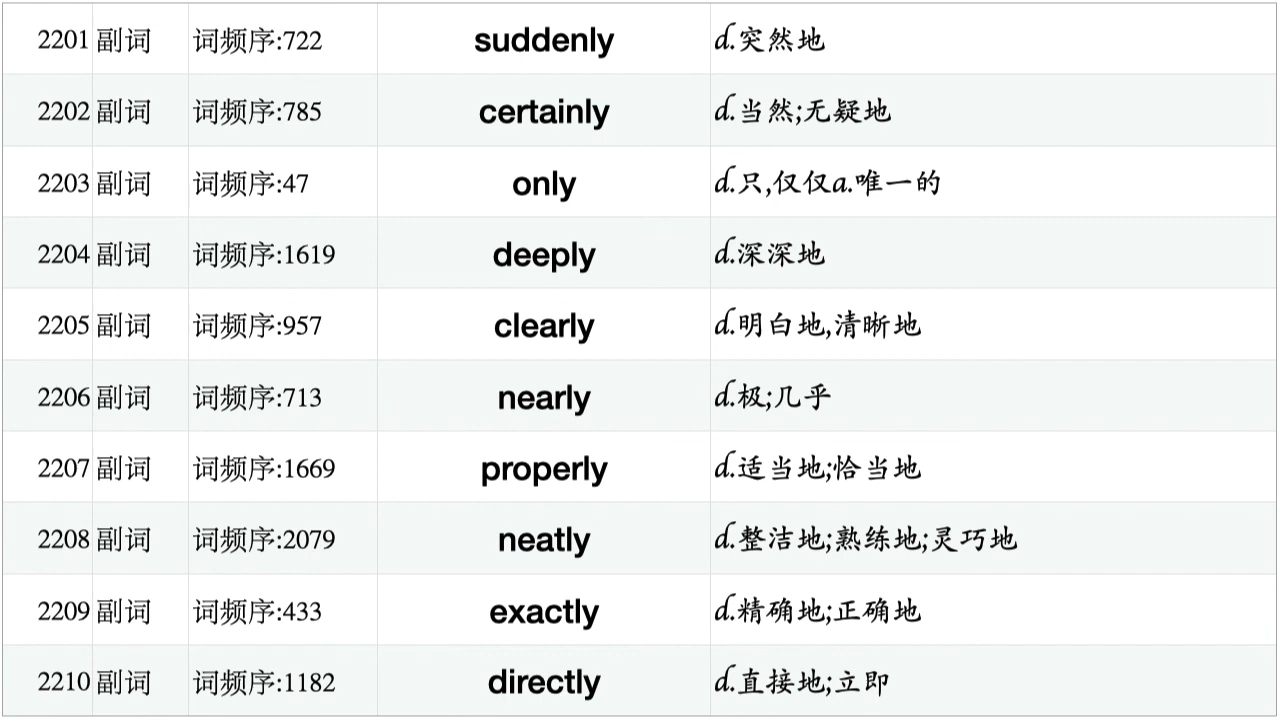 2201 副词 词频序:722 suddenly d.突然地
2202 副词 词频序:785 certainly d.当然;无疑地
2203 副词 词频序:47 only d.只,仅仅a.唯一的
2204 副词 词频序:1619 deeply d.深深地
2205 副词 词频序:957 clearly d.明白地,清晰地
2206 副词 词频序:713 nearly d.极;几乎
2207 副词 词频序:1669 properly d.适当地;恰当地
2208 副词 词频序:2079 neatly d.整洁地;熟练地;灵巧地
2209 副词 词频序:433 exactly d.精确地;正确地
2210 副词 词频序:1182 directly d.直接地;立即